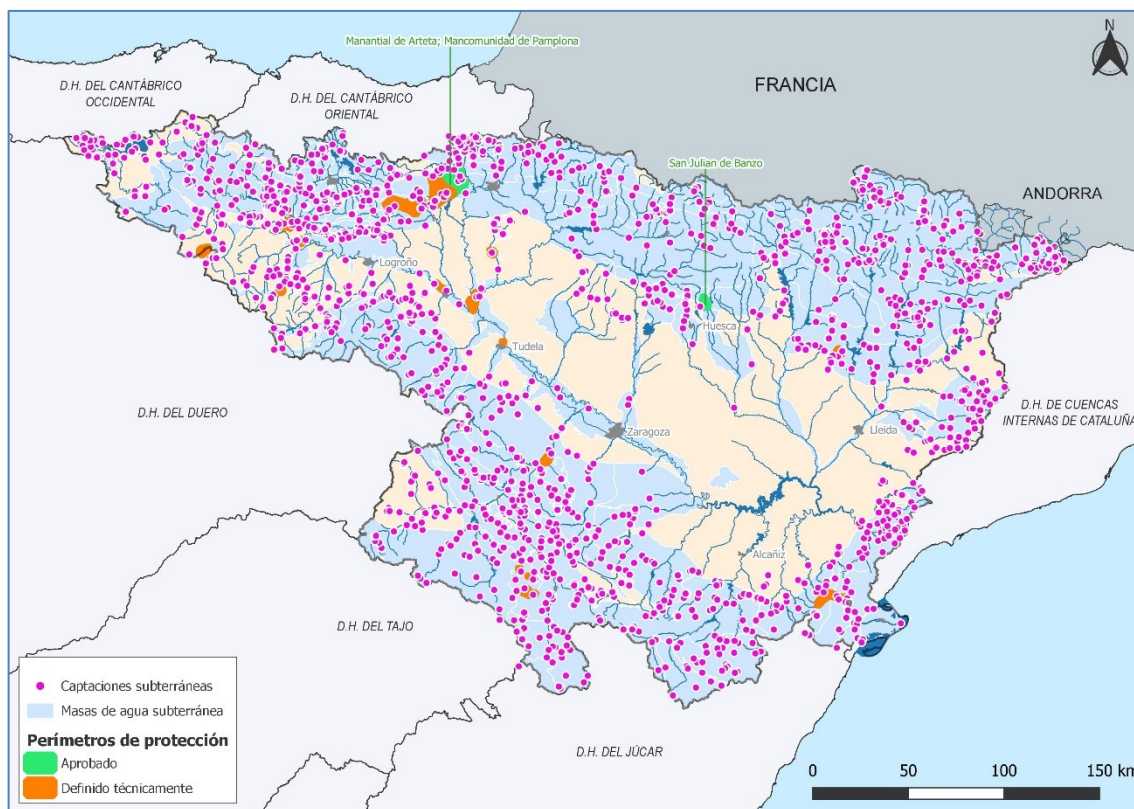 Manantial de Arteta; Mancomunidad de Pamplona
N
D.H. DEL CANTÁBRICO
OCCIDENTAL
D.H. DEL CANTÁBRICO
ORIENTAL
FRANCIA
San Julian de Banzo
ANDORRA
Logroño
Huesca
Tudela
D.H. DEL DUERO
D.H. DE CUENCAS
INTERNAS DE CATALUÑA
Zaragoza
Lleida
Alcañiz
D.H. DEL TAJO
D.H. DEL JÚCAR
Captaciones subterráneas
Masas de agua subterránea
Perímetros de protección
Aprobado
Definido técnicamente
0 50 100 150 km